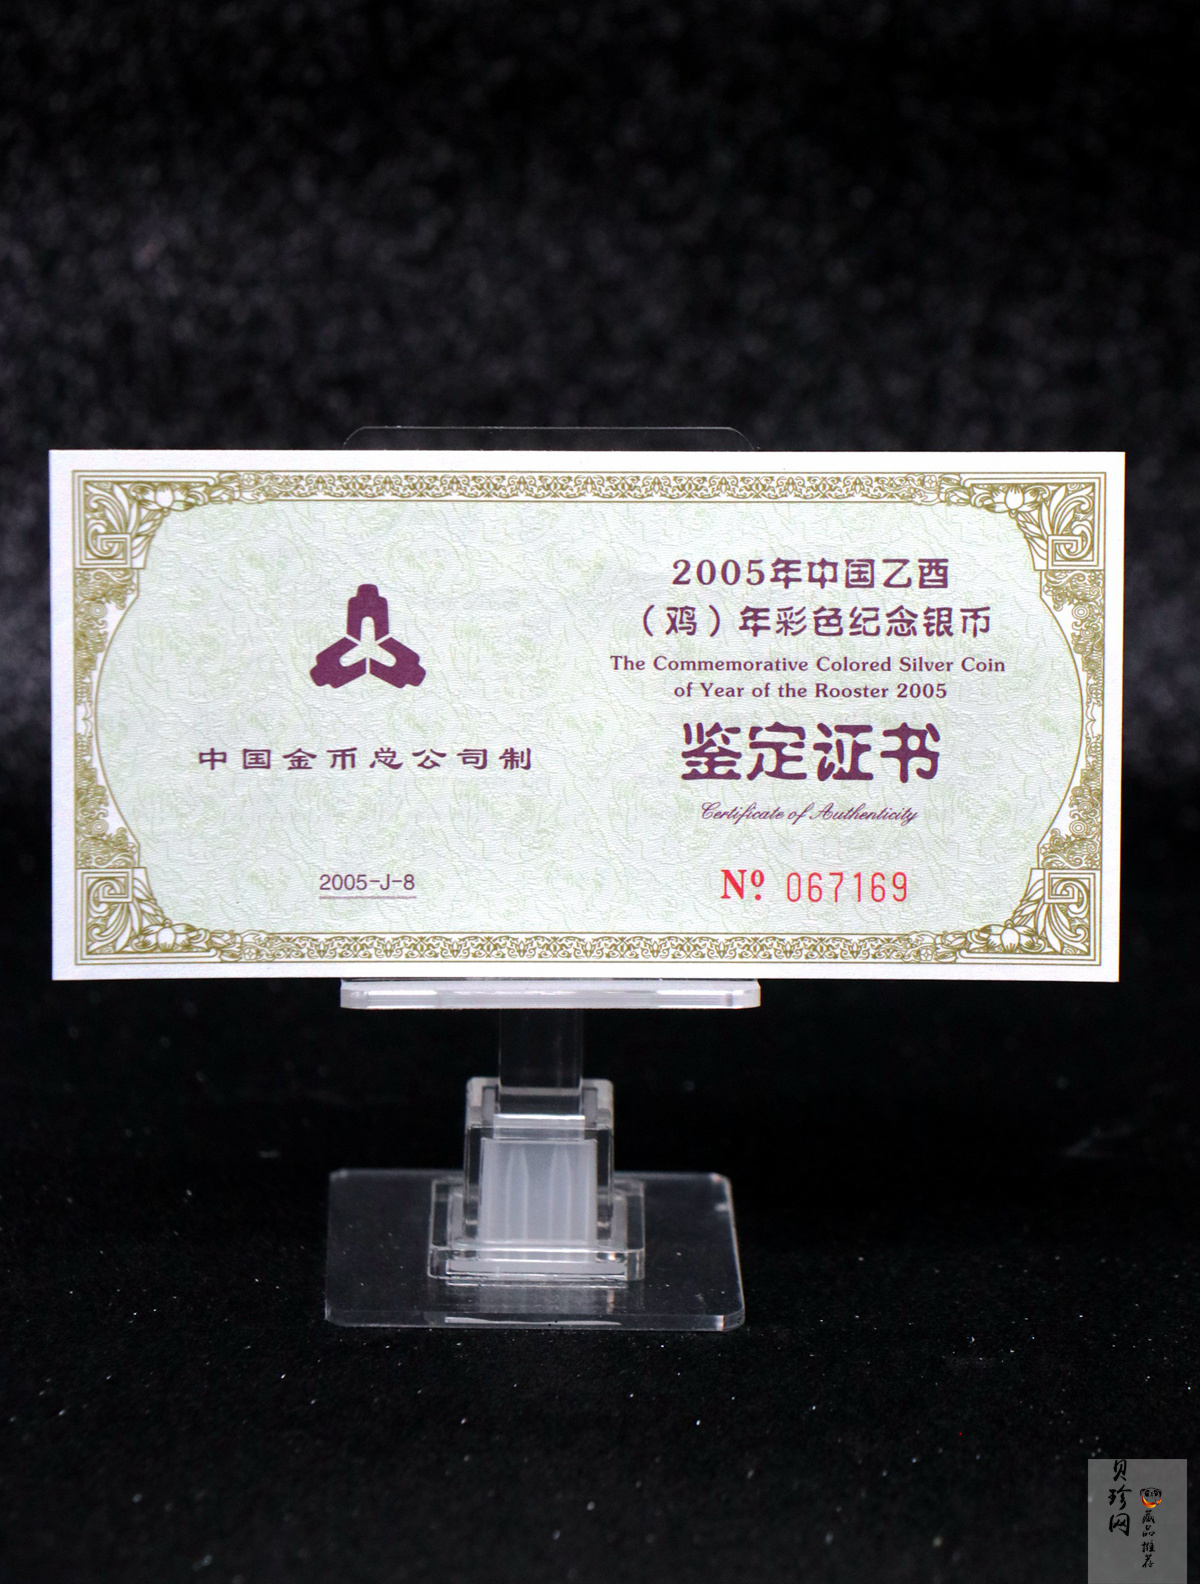 中国金币总公司制
2005-J-8
2005年中国乙酉
（鸡）年彩色纪念银币
The Commemorative Colored Silver Coin
of Year of the Rooster 2005
鉴定证书
Certificate of Authenticity
Nº 067169
贝珍网
藏品推荐